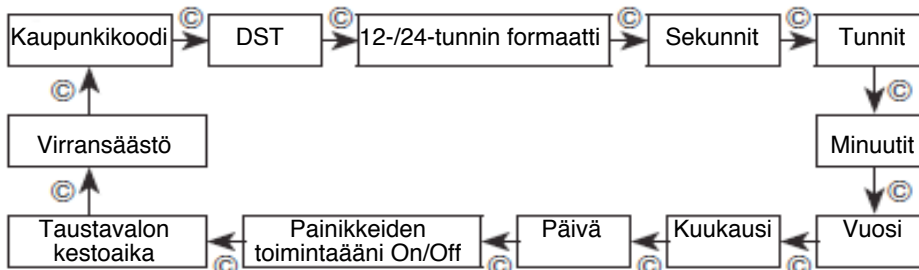 Kaupunkikoodi © DST © 12-/24-tunnin formaatti © Sekunnit © Tunnit
© ©
Virransäästö Minuutit
© ©
Taustavalon kestoaika © Painikkeiden toimintaääni On/Off © Päivä © Kuukausi © Vuosi